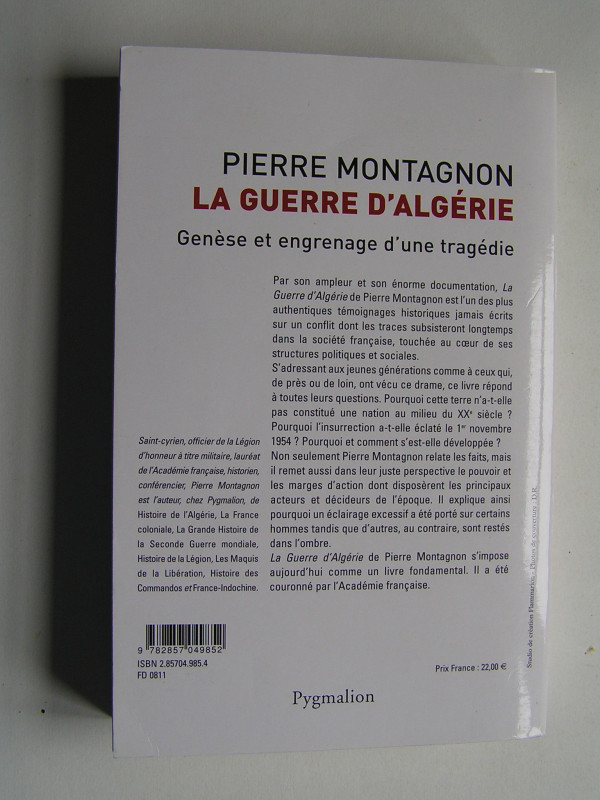 PIERRE MONTAGNON
LA GUERRE D'ALGÉRIE
Genèse et engrenage d'une tragédie
Par son ampleur et son énorme documentation, La
Guerre d'Algérie de Pierre Montagnon est l'un des plus
authentiques témoignages historiques jamais écrits
sur un conflit dont les traces subsisteront longtemps
dans la société française, touchée au cœur de ses
structures politiques et sociales.
S'adressant aux jeunes générations comme à ceux qui,
de près ou de loin, ont vécu ce drame, ce livre répond
à toutes leurs questions. Pourquoi cette terre n'a-t-elle
pas constitué une nation au milieu du XXe siècle ?
Pourquoi l'insurrection a-t-elle éclaté le 1er novembre
1954 ? Pourquoi et comment s'est-elle développée ?
Non seulement Pierre Montagnon relate les faits, mais
il remet aussi dans leur juste perspective le pouvoir et
les marges d'action dont disposèrent les principaux
acteurs et décideurs de l'époque. Il explique ainsi
pourquoi un éclairage excessif a été porté sur certains
hommes tandis que d'autres, au contraire, sont restés
dans l'ombre.
La Guerre d'Algérie de Pierre Montagnon s'impose
aujourd'hui comme un livre fondamental. Il a été
couronné par l'Académie française.
Saint-cyrien, officier de la Légion
d'honneur à titre militaire, lauréat
de l'Académie française, historien,
conférencier, Pierre Montagnon
est l'auteur, chez Pygmalion, de
Histoire de l'Algérie, La France
coloniale, La Grande Histoire de
la Seconde Guerre mondiale,
Histoire de la Légion, Les Maquis
de la Libération, Histoire des
Commandos et France-Indochine.
9 782857 049852
ISBN 2.85704.985.4
FD 0811
Prix France : 22,00 €
Pygmalion
Studio de création Flammarion - Photos de couverture : D.R.